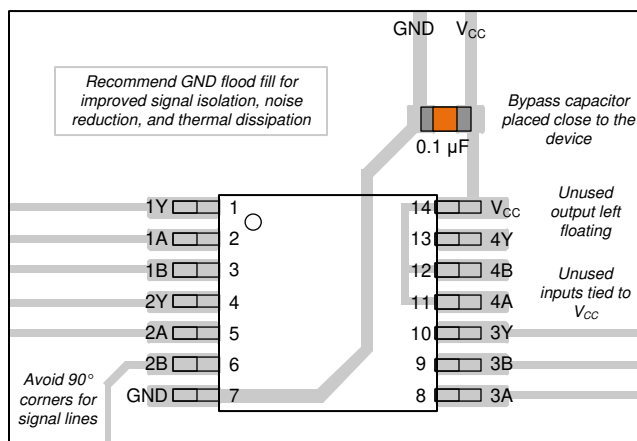 GND VCC
Recommend GND flood fill for
improved signal isolation, noise
reduction, and thermal dissipation
Bypass capacitor
placed close to the
device
0.1 µF
1Y 1 14 VCC
Unused
output left
floating
1A 2 13 4Y
1B 3 12 4B
2Y 4 11 4A
Unused
inputs tied to
VCC
2A 5 10 3Y
2B 6 9 3B
GND 7 8 3A
Avoid 90°
corners for
signal lines